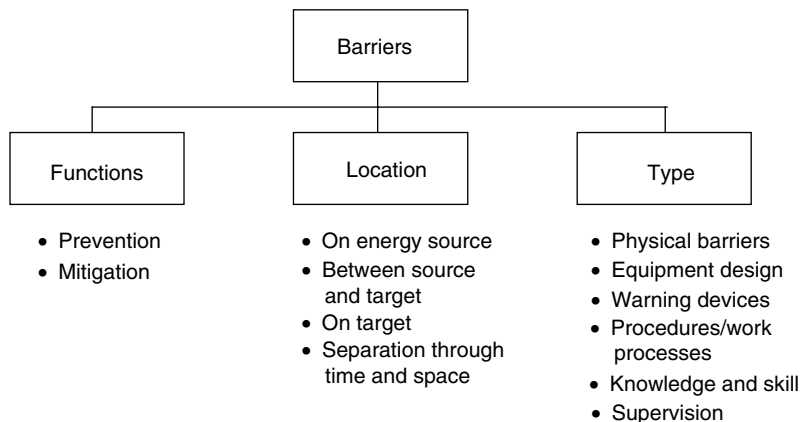 Barriers
Functions
Location
Type
• Prevention
• Mitigation
• On energy source
• Between source
and target
• On target
• Separation through
time and space
• Physical barriers
• Equipment design
• Warning devices
• Procedures/work
processes
• Knowledge and skill
• Supervision